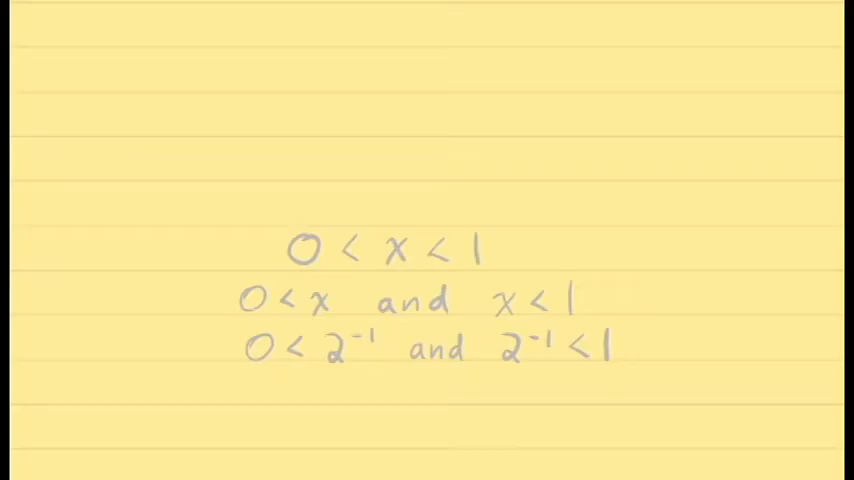 0 < x < 1
0 < x and x < 1
0 < 2⁻¹ and 2⁻¹ < 1